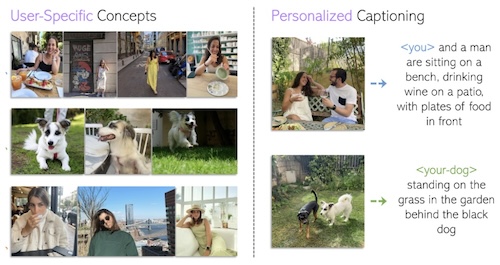 User-Specific Concepts
Personalized Captioning
<you> and a man
are sitting on a
bench, drinking
wine on a patio,
with plates of food
in front
<your-dog>
standing on the
grass in the garden
behind the black
dog